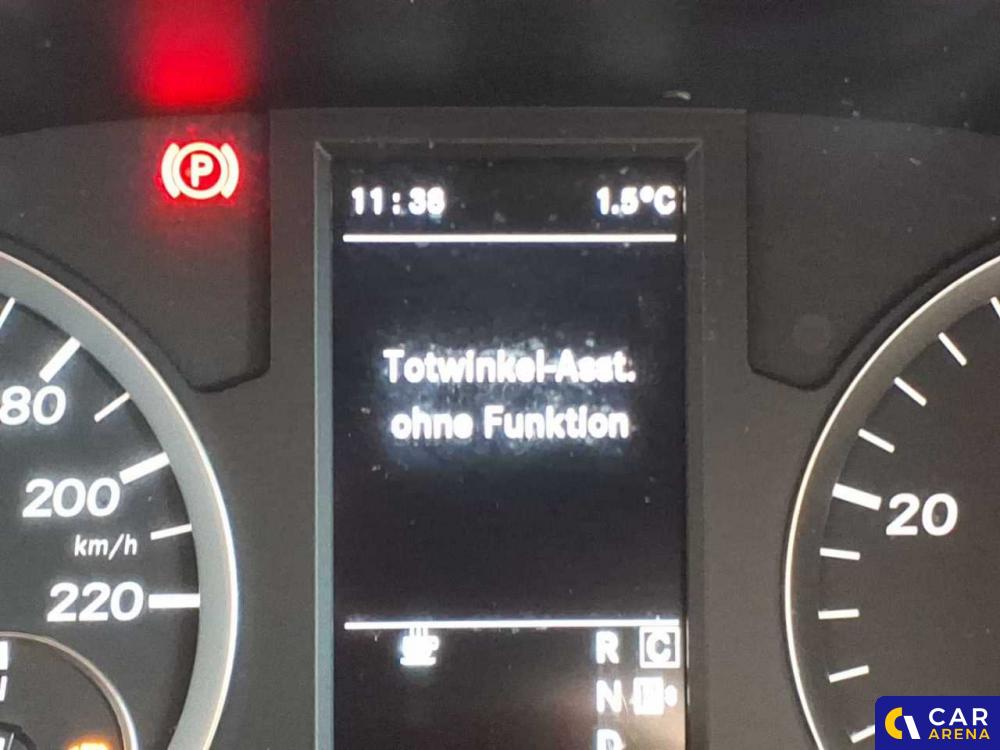 P
11:38 1.5°C
Totwinkel-Asst.
ohne Funktion
80
200
km/h
220
20
R C
N
P
CAR
ARENA